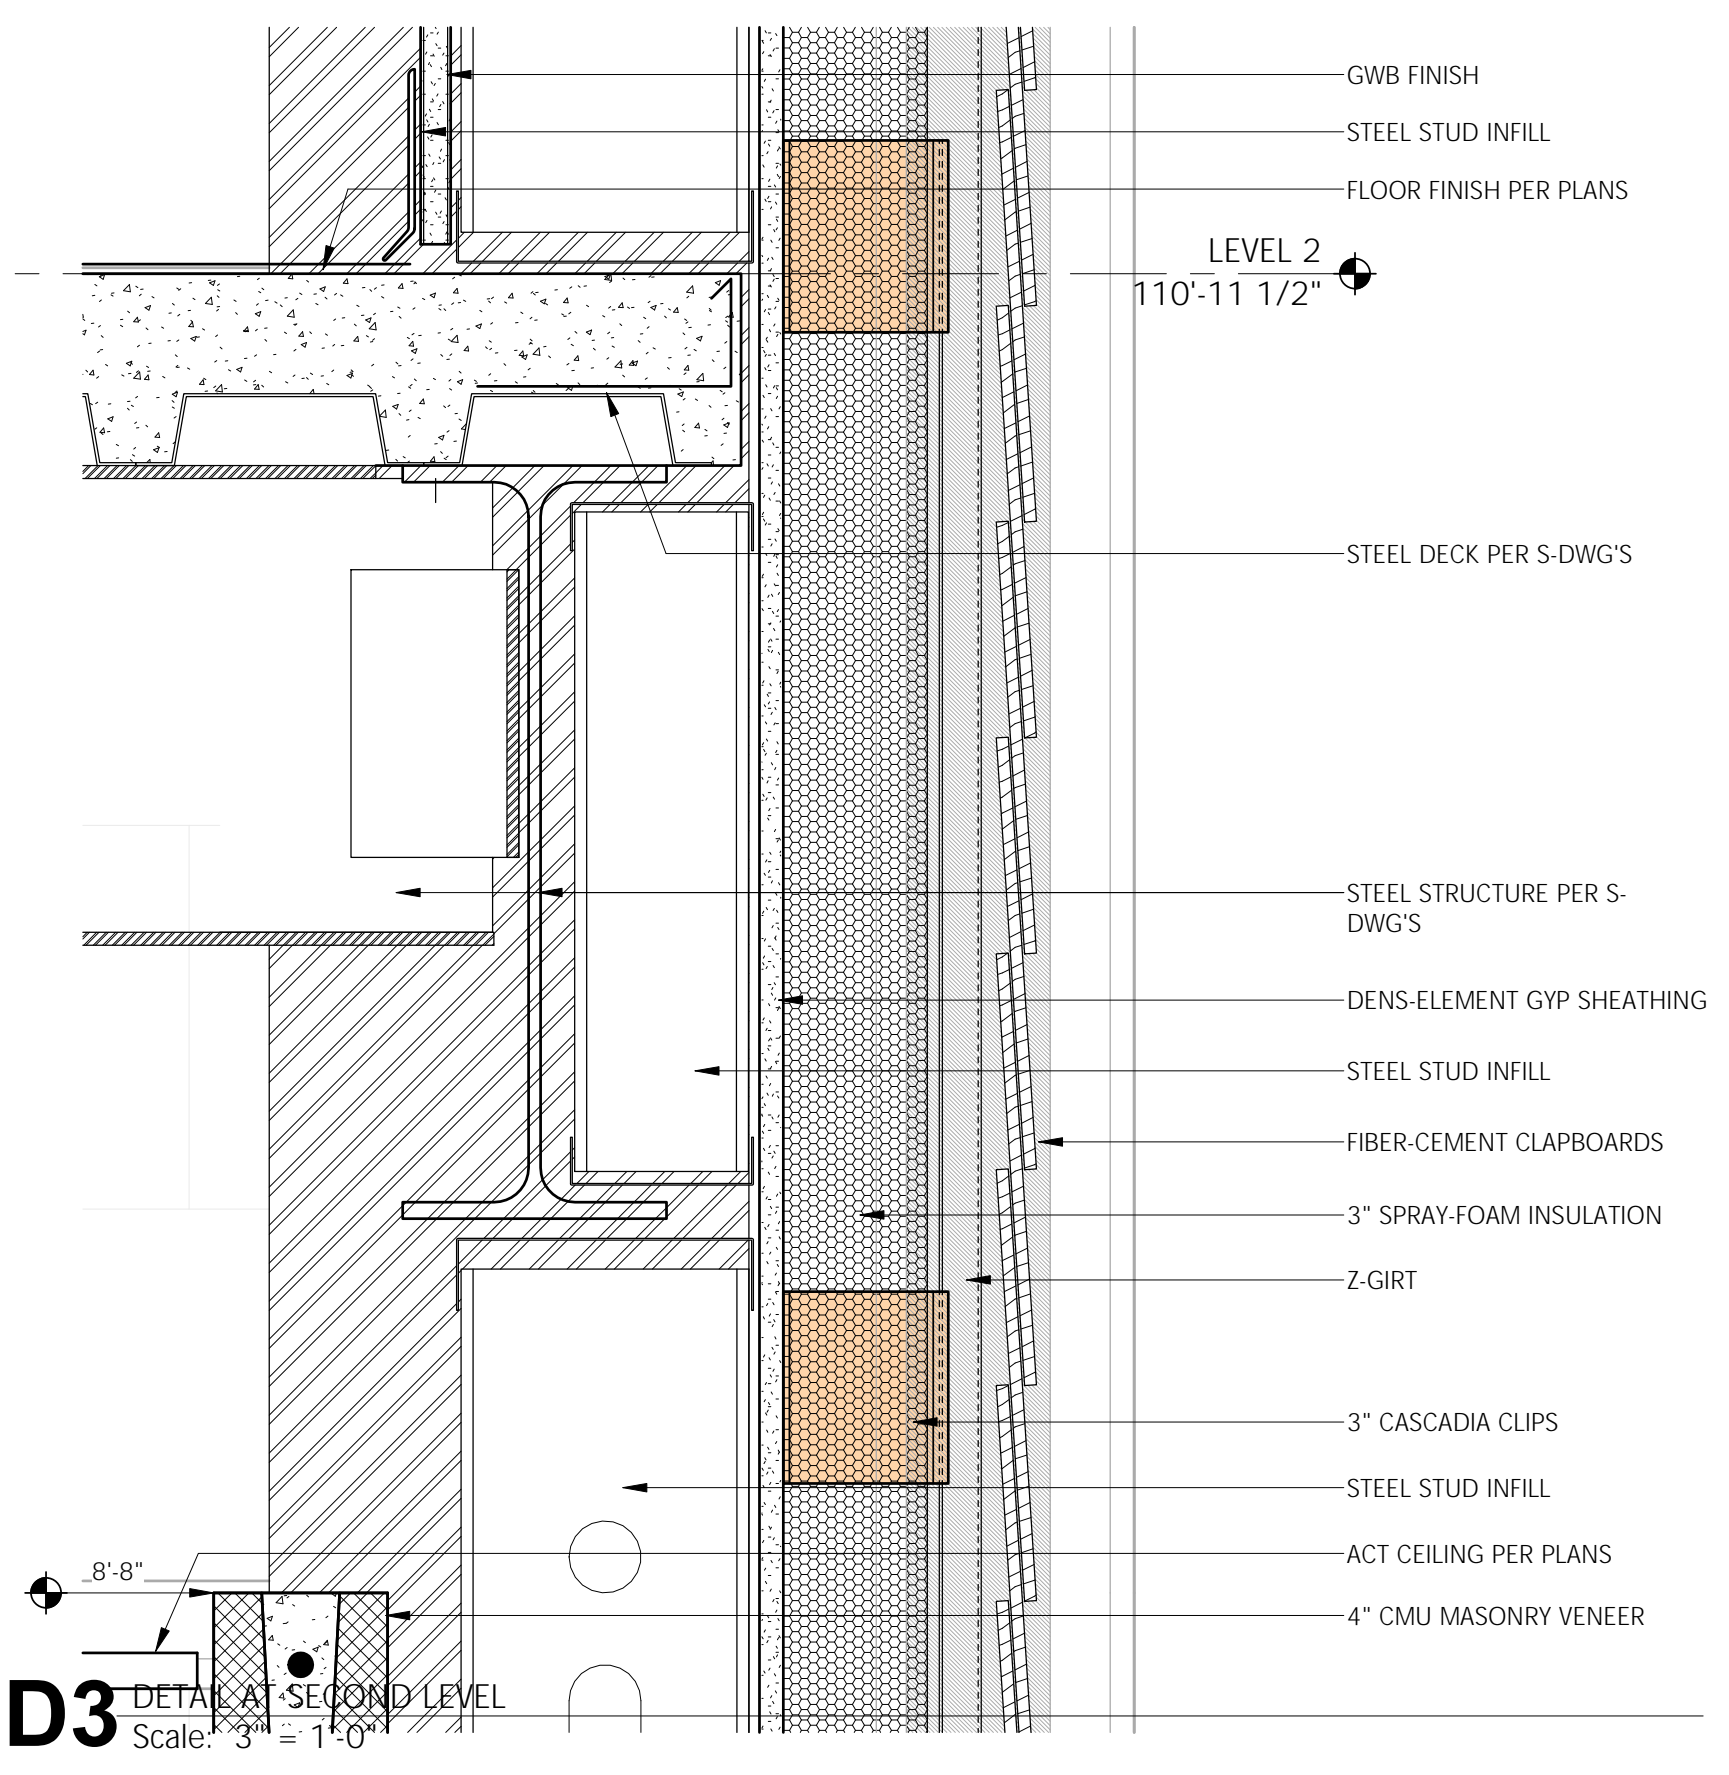 GWB FINISH
STEEL STUD INFILL
FLOOR FINISH PER PLANS
LEVEL 2
110'-11 1/2"
STEEL DECK PER S-DWG'S
STEEL STRUCTURE PER S-
DWG'S
DENS-ELEMENT GYP SHEATHING
STEEL STUD INFILL
FIBER-CEMENT CLAPBOARDS
3" SPRAY-FOAM INSULATION
Z-GIRT
3" CASCADIA CLIPS
STEEL STUD INFILL
ACT CEILING PER PLANS
8'-8"
4" CMU MASONRY VENEER
D3 DETAIL AT SECOND LEVEL
Scale: 3" = 1'-0"